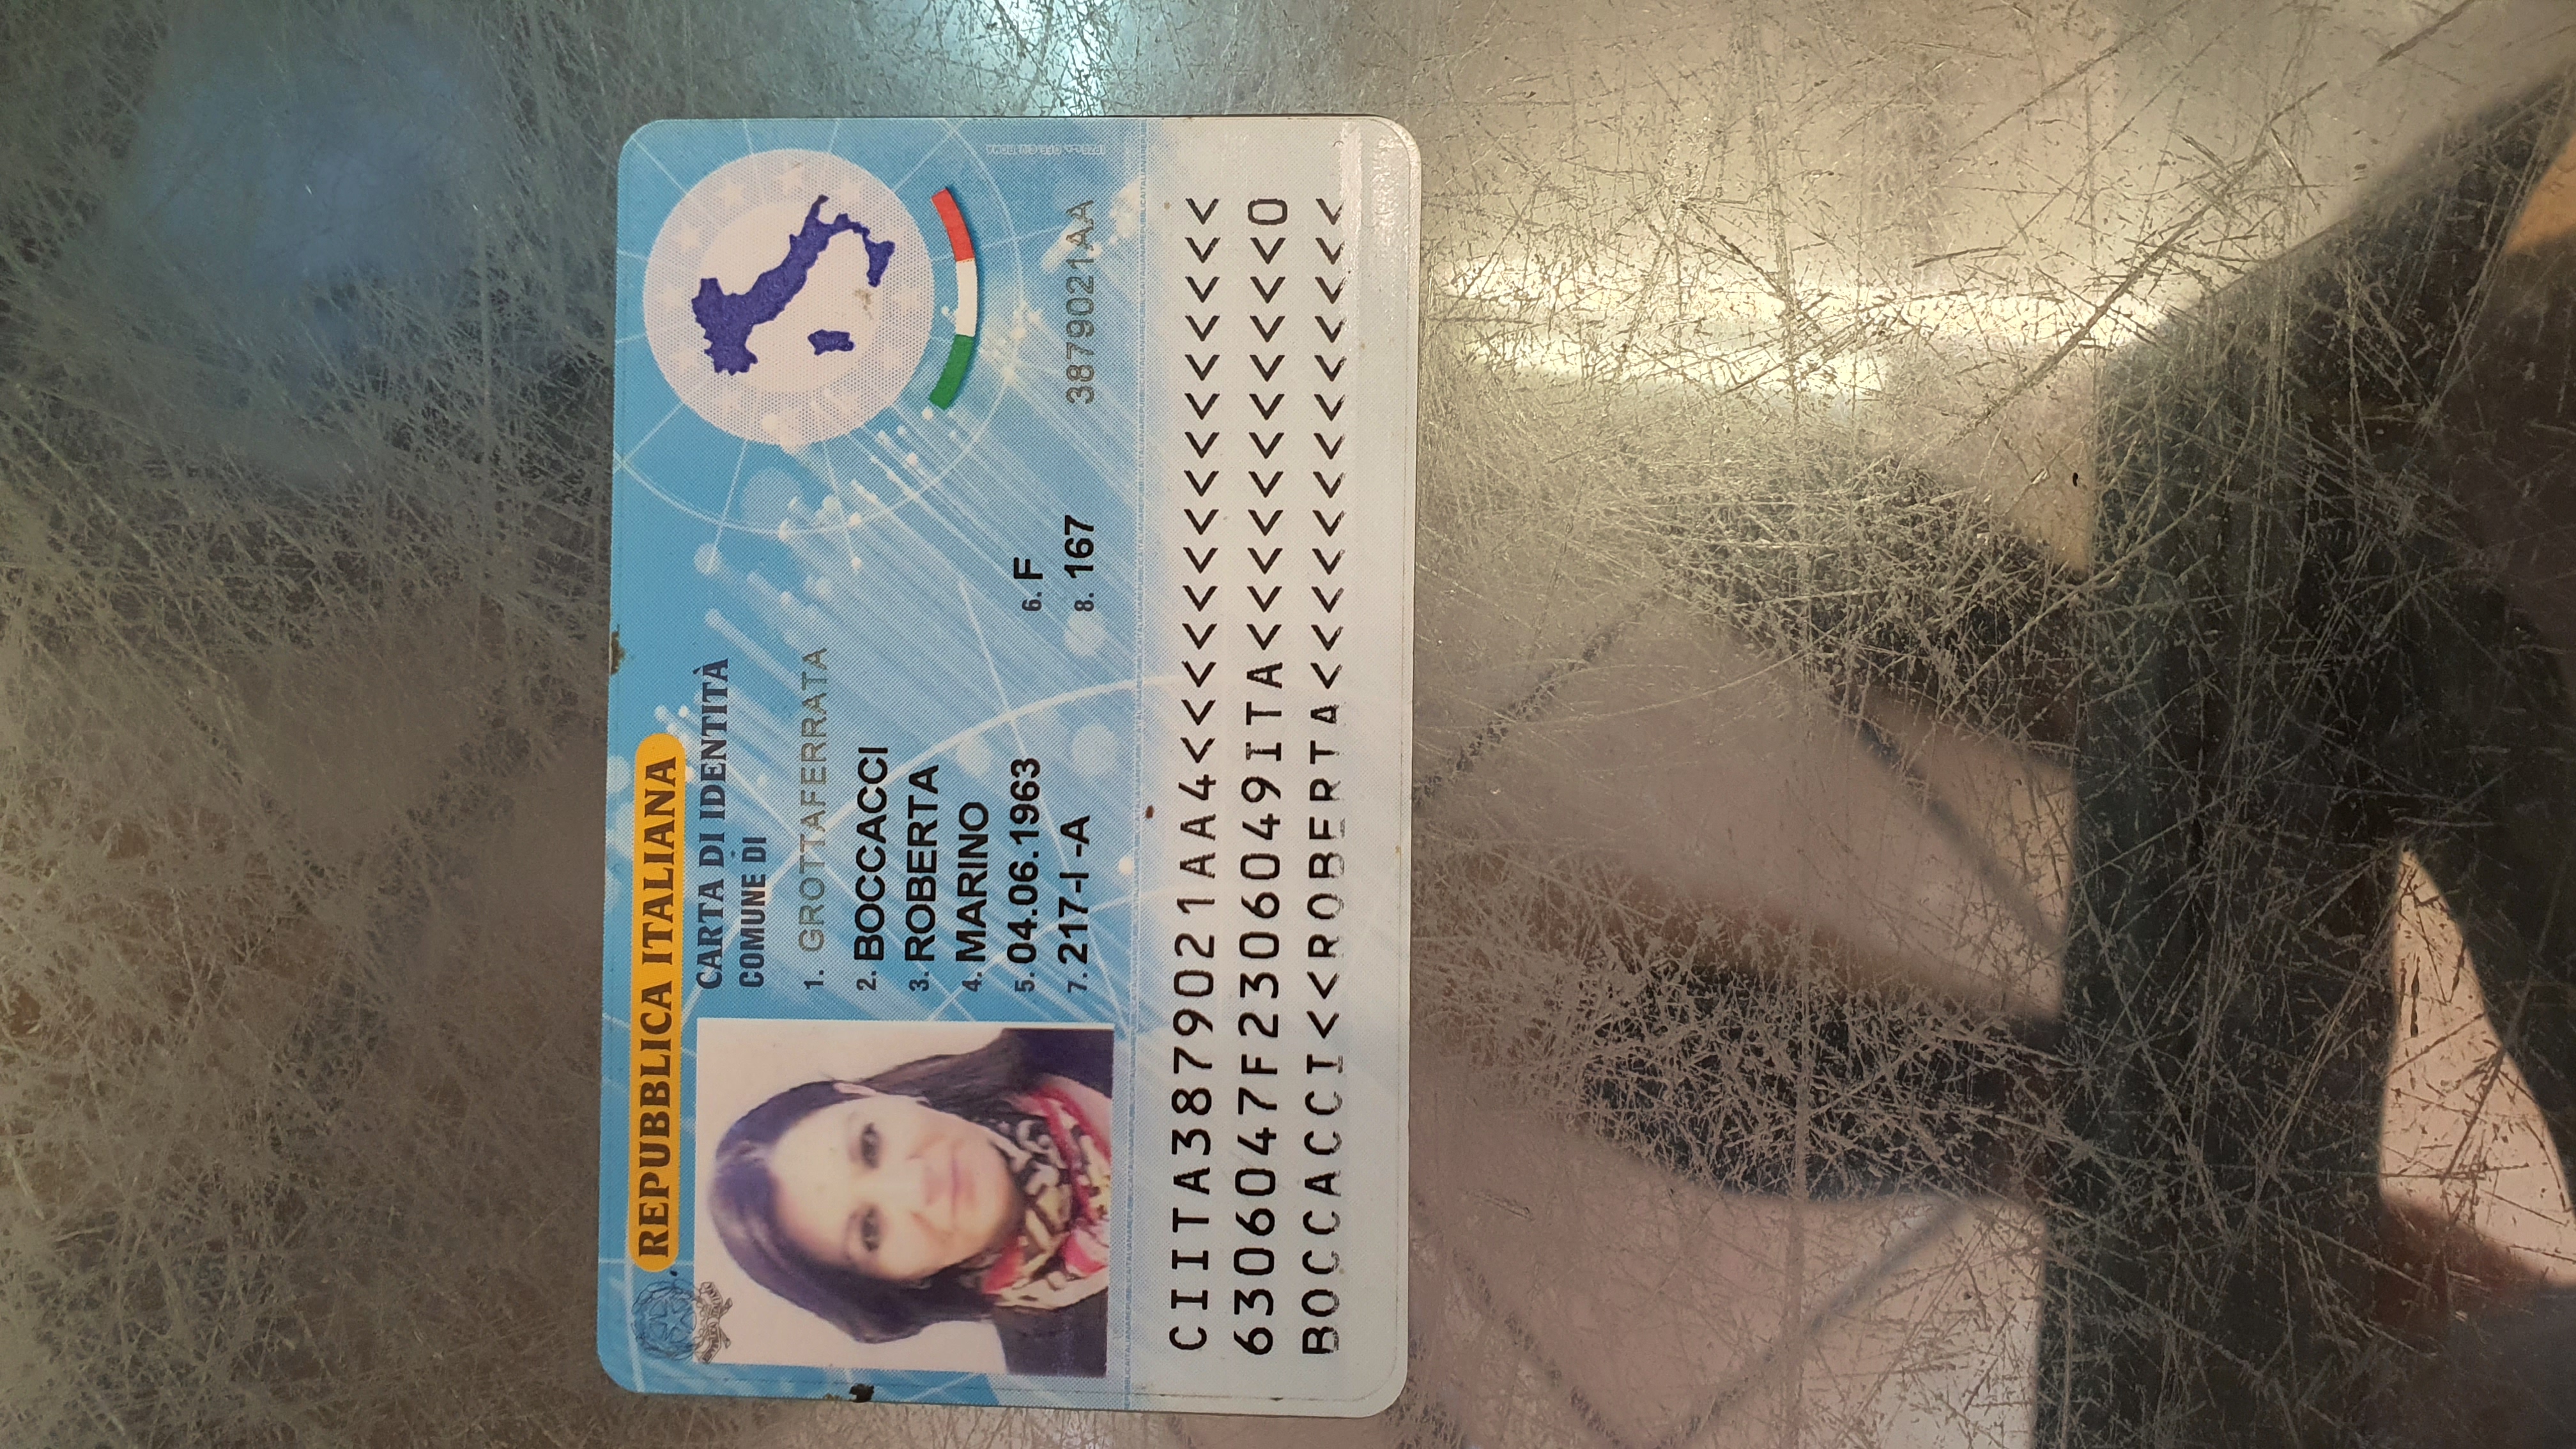 REPUBBLICA ITALIANA
CARTA DI IDENTITÀ
COMUNE DI
1. GROTTAFERRATA
2. BOCCACCI
3. ROBERTA
4. MARINO
5. 04.06.1963 6. F
7. 217-I -A 8. 167 3879021AA
CIITA3879021AA4<<<<<<<<<<<<<<<
6306047F2306049ITA<<<<<<<<<<<0
BOCCACCI<<ROBERTA<<<<<<<<<<<<<